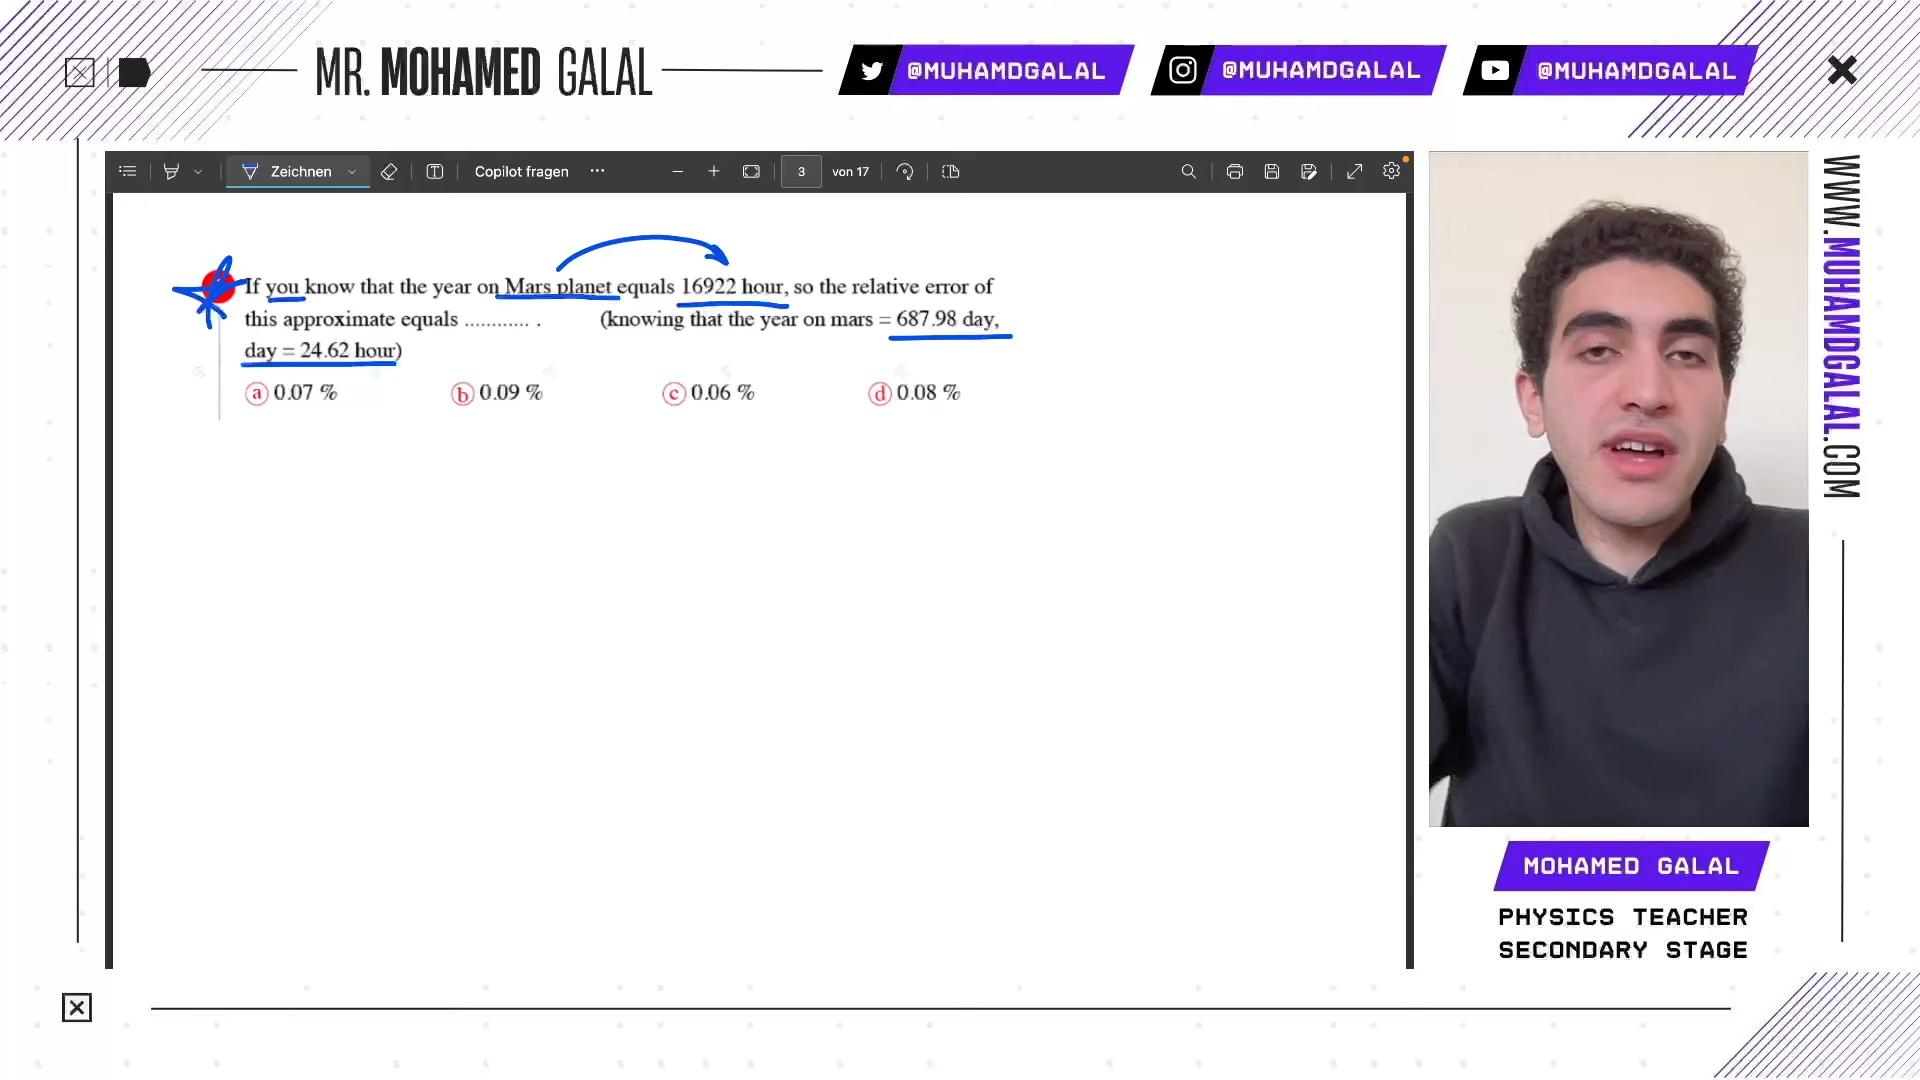 MR. MOHAMED GALAL
@MUHAMDGALAL
@MUHAMDGALAL
@MUHAMDGALAL
Zeichnen
Copilot fragen
3 von 17
If you know that the year on Mars planet equals 16922 hour, so the relative error of
this approximate equals ............ . (knowing that the year on mars = 687.98 day,
day = 24.62 hour)
a 0.07 %
b 0.09 %
c 0.06 %
d 0.08 %
WWW.MUHAMDGALAL.COM
MOHAMED GALAL
PHYSICS TEACHER
SECONDARY STAGE